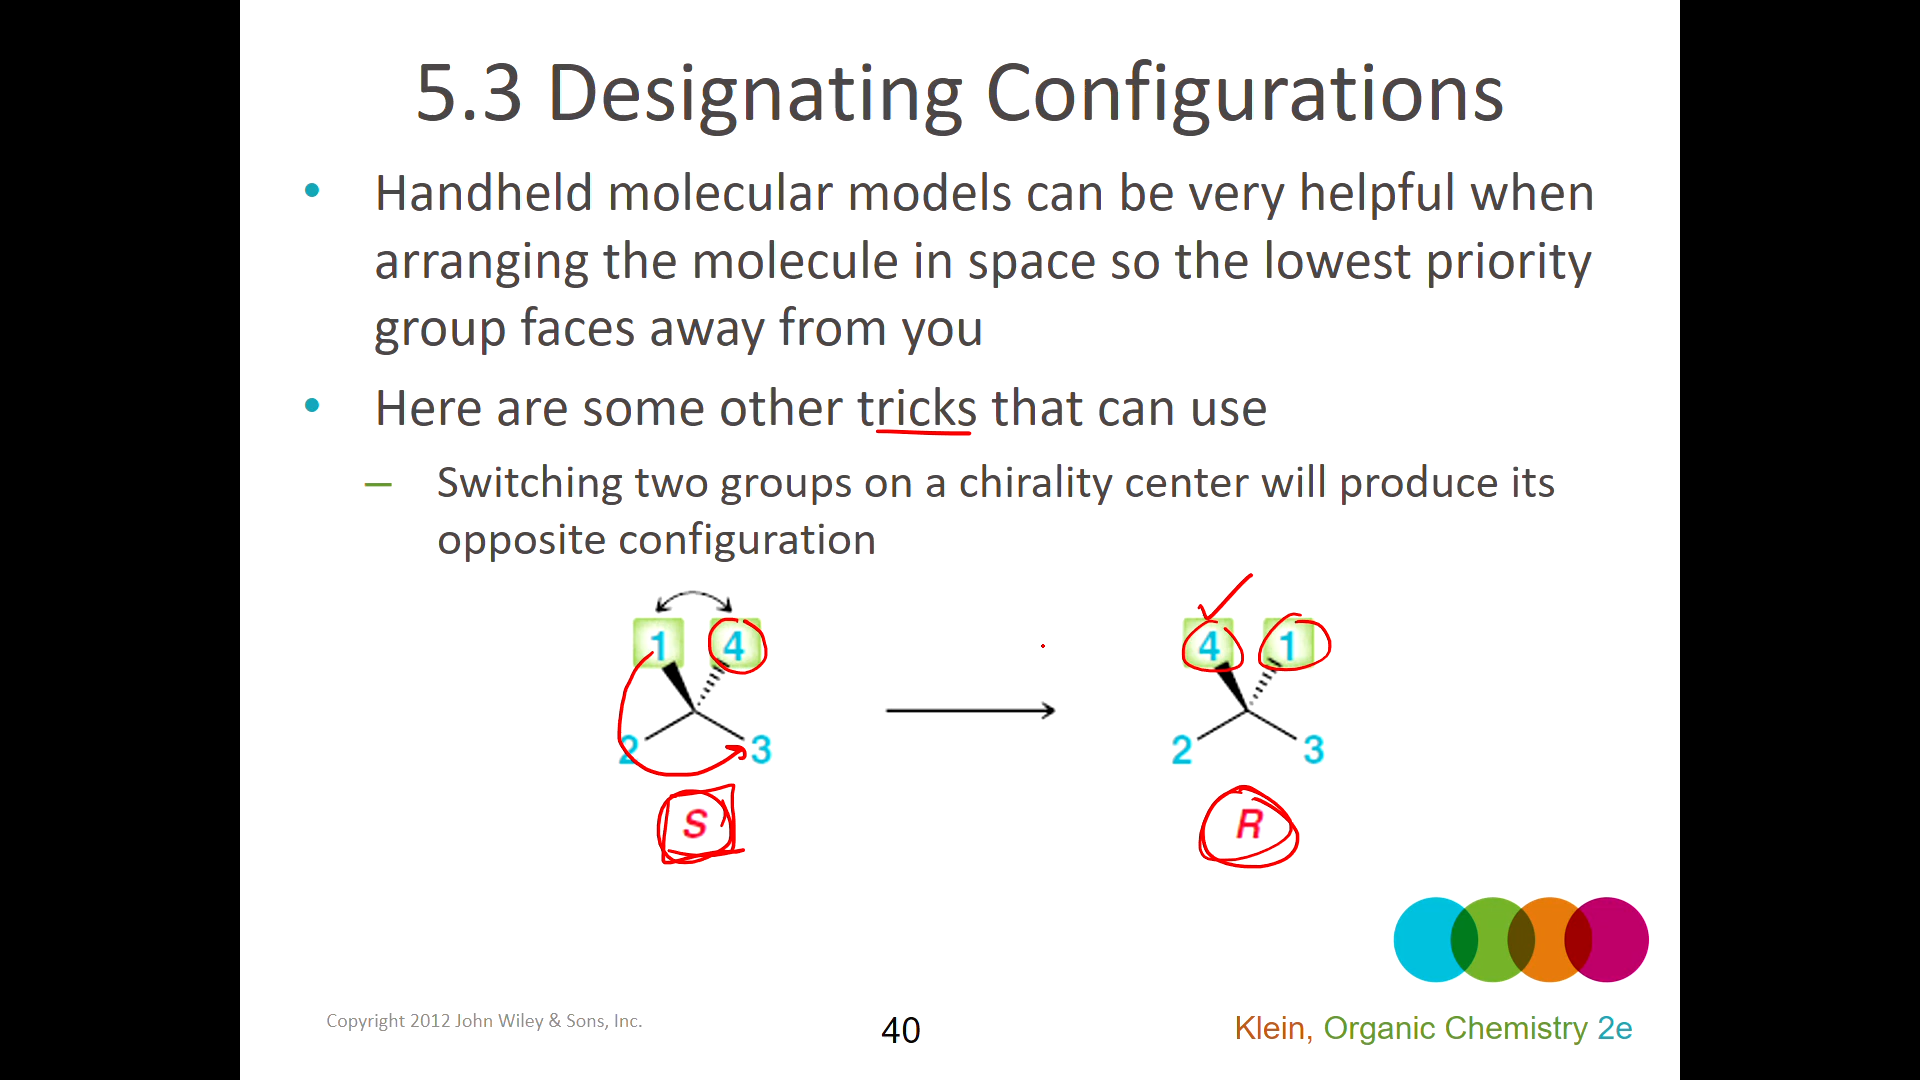 5.3 Designating Configurations
• Handheld molecular models can be very helpful when
arranging the molecule in space so the lowest priority
group faces away from you
• Here are some other tricks that can use
– Switching two groups on a chirality center will produce its
opposite configuration
1 4 4 1
2 3 2 3
S R
Copyright 2012 John Wiley & Sons, Inc.
40
Klein, Organic Chemistry 2e